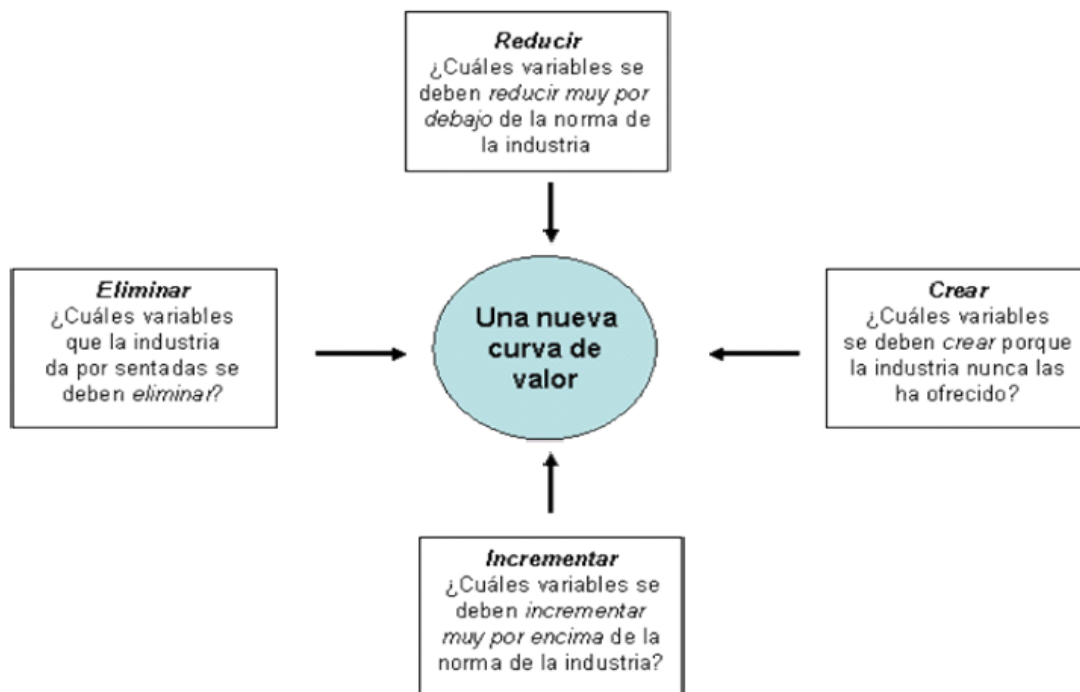 Reducir
¿Cuáles variables se
deben reducir muy por
debajo de la norma de
la industria
Eliminar
¿Cuáles variables
que la industria
da por sentadas se
deben eliminar?
Una nueva
curva de
valor
Crear
¿Cuáles variables
se deben crear porque
la industria nunca las
ha ofrecido?
Incrementar
¿Cuáles variables se
deben incrementar
muy por encima de la
norma de la industria?